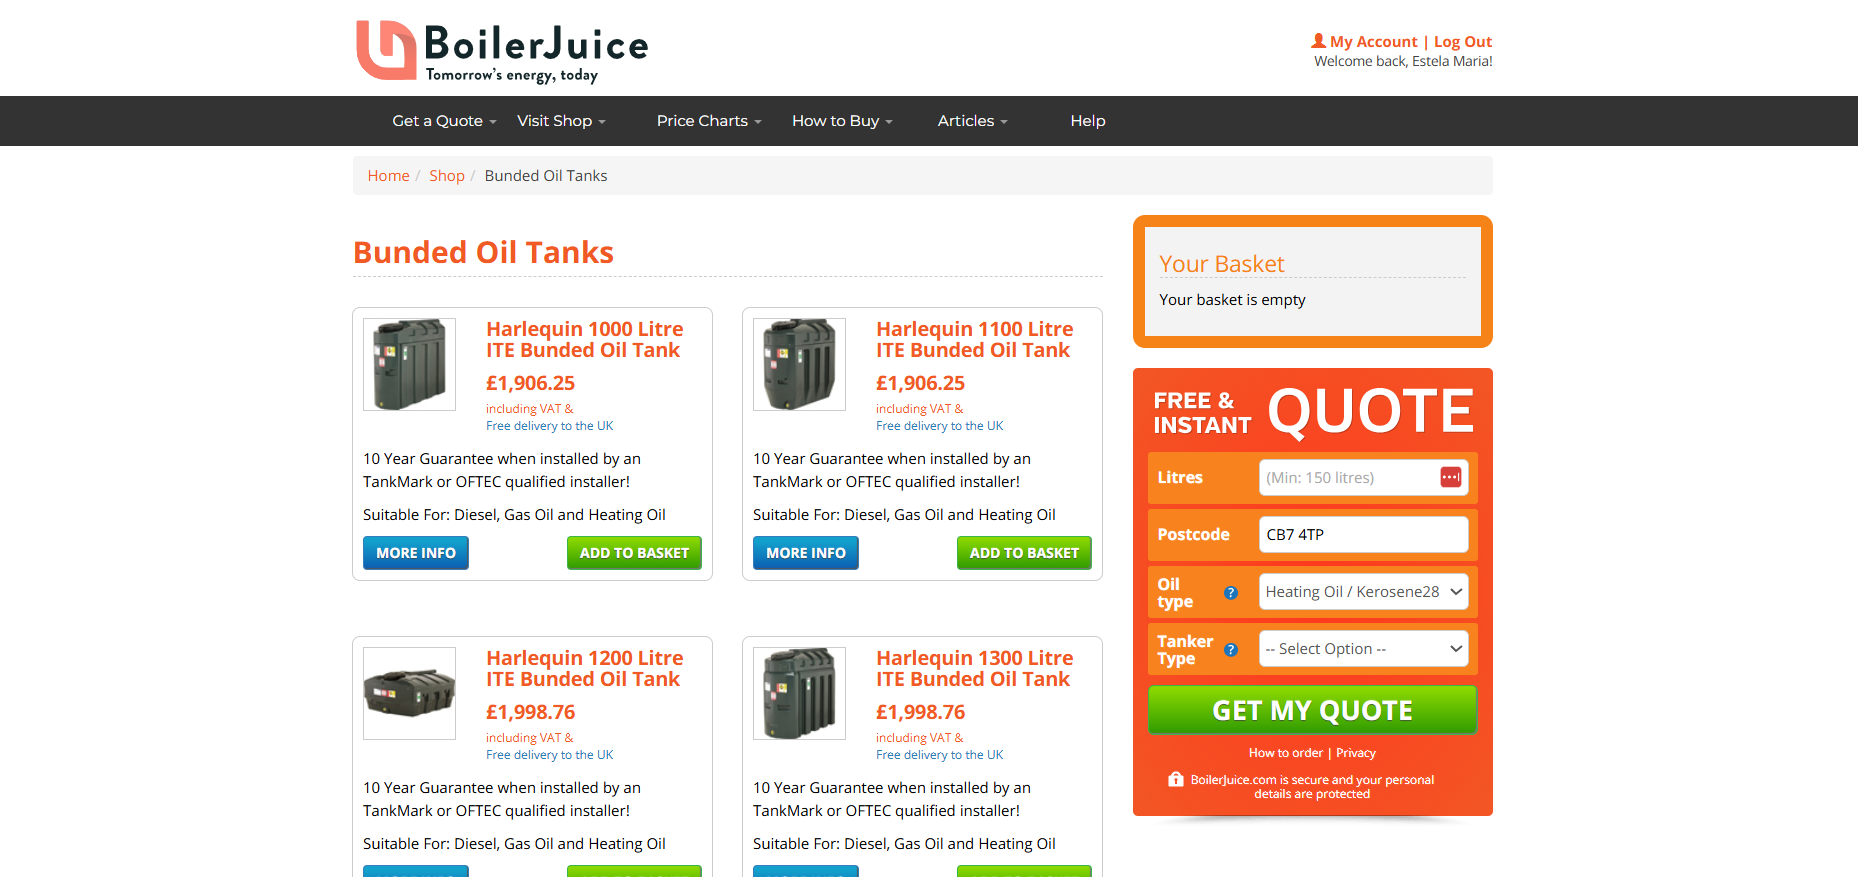 BoilerJuice
Tomorrow's energy, today
My Account | Log Out
Welcome back, Estela Maria!
Get a Quote
Visit Shop
Price Charts
How to Buy
Articles
Help
Home / Shop / Bunded Oil Tanks
Bunded Oil Tanks
Harlequin 1000 Litre
ITE Bunded Oil Tank
£1,906.25
including VAT &
Free delivery to the UK
10 Year Guarantee when installed by an
TankMark or OFTEC qualified installer!
Suitable For: Diesel, Gas Oil and Heating Oil
MORE INFO
ADD TO BASKET
Harlequin 1100 Litre
ITE Bunded Oil Tank
£1,906.25
including VAT &
Free delivery to the UK
10 Year Guarantee when installed by an
TankMark or OFTEC qualified installer!
Suitable For: Diesel, Gas Oil and Heating Oil
MORE INFO
ADD TO BASKET
Harlequin 1200 Litre
ITE Bunded Oil Tank
£1,998.76
including VAT &
Free delivery to the UK
10 Year Guarantee when installed by an
TankMark or OFTEC qualified installer!
Suitable For: Diesel, Gas Oil and Heating Oil
Harlequin 1300 Litre
ITE Bunded Oil Tank
£1,998.76
including VAT &
Free delivery to the UK
10 Year Guarantee when installed by an
TankMark or OFTEC qualified installer!
Suitable For: Diesel, Gas Oil and Heating Oil
Your Basket
Your basket is empty
FREE &
INSTANT
QUOTE
Litres
(Min: 150 litres)
Postcode
CB7 4TP
Oil
type
?
Heating Oil / Kerosene28
Tanker
Type
?
-- Select Option --
GET MY QUOTE
How to order | Privacy
BoilerJuice.com is secure and your personal
details are protected